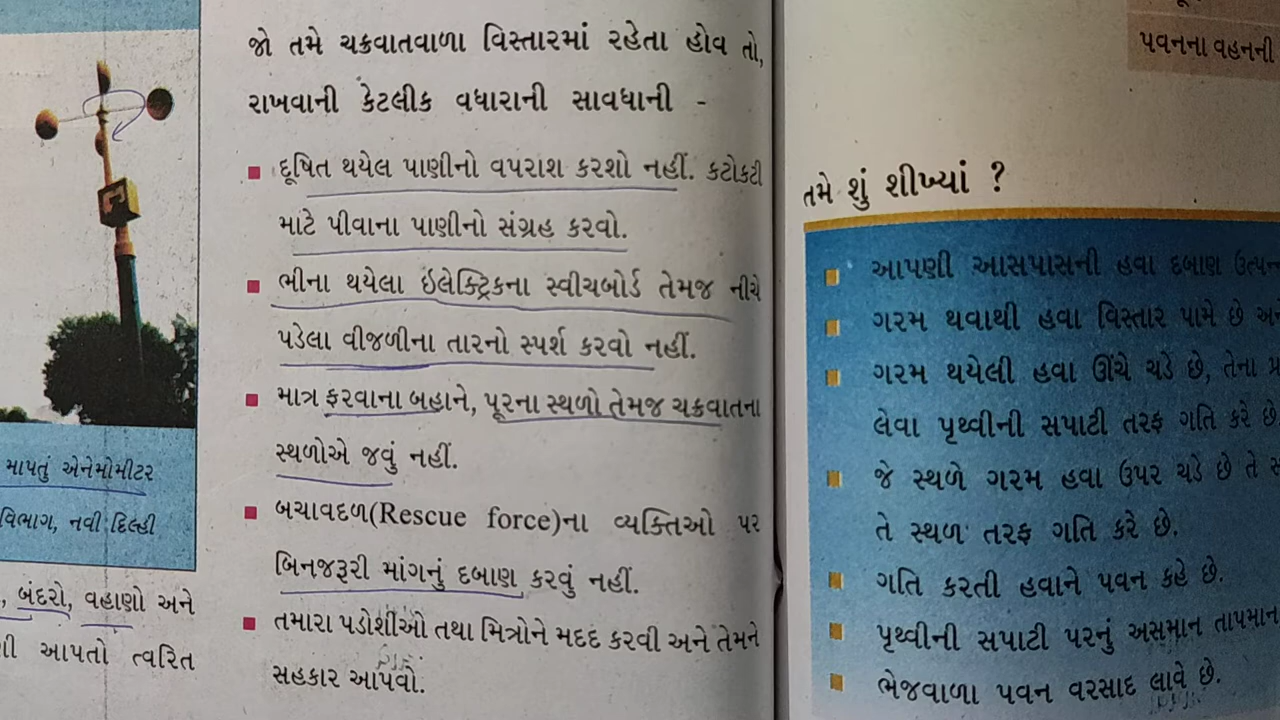 માપતું એનેમોમીટર
વિભાગ, નવી દિલ્હી
, બંદરો, વહાણો અને
આપતો ત્વરિત
જો તમે ચક્રવાતવાળા વિસ્તારમાં રહેતા હોવ તો,
રાખવાની કેટલીક વધારાની સાવધાની -
■ દૂષિત થયેલ પાણીનો વપરાશ કરશો નહીં. કટોકટી
માટે પીવાના પાણીનો સંગ્રહ કરવો.
■ ભીના થયેલા ઇલેક્ટ્રિકના સ્વીચબોર્ડ તેમજ નીચે
પડેલા વીજળીના તારનો સ્પર્શ કરવો નહીં.
■ માત્ર ફરવાના બહાને, પૂરના સ્થળો તેમજ ચક્રવાતના
સ્થળોએ જવું નહીં.
■ બચાવદળ(Rescue force)ના વ્યક્તિઓ પર
બિનજરૂરી માંગનું દબાણ કરવું નહીં.
■ તમારા પડોશીઓ તથા મિત્રોને મદદ કરવી અને તેમને
સહકાર આપવો.
પવનના વહનની
તમે શું શીખ્યાં ?
■ આપણી આસપાસની હવા દબાણ
■ ગરમ થવાથી હવા વિસ્તાર પામે છે
■ ગરમ થયેલી હવા ઊંચે ચડે છે, તેના
લેવા પૃથ્વીની સપાટી તરફ ગતિ કરે છે
■ જે સ્થળે ગરમ હવા ઉપર ચડે છે તે
તે સ્થળ તરફ ગતિ કરે છે.
■ ગતિ કરતી હવાને પવન કહે છે.
■ પૃથ્વીની સપાટી પરનું અસમાન તાપમાન
■ ભેજવાળા પવન વરસાદ લાવે છે.